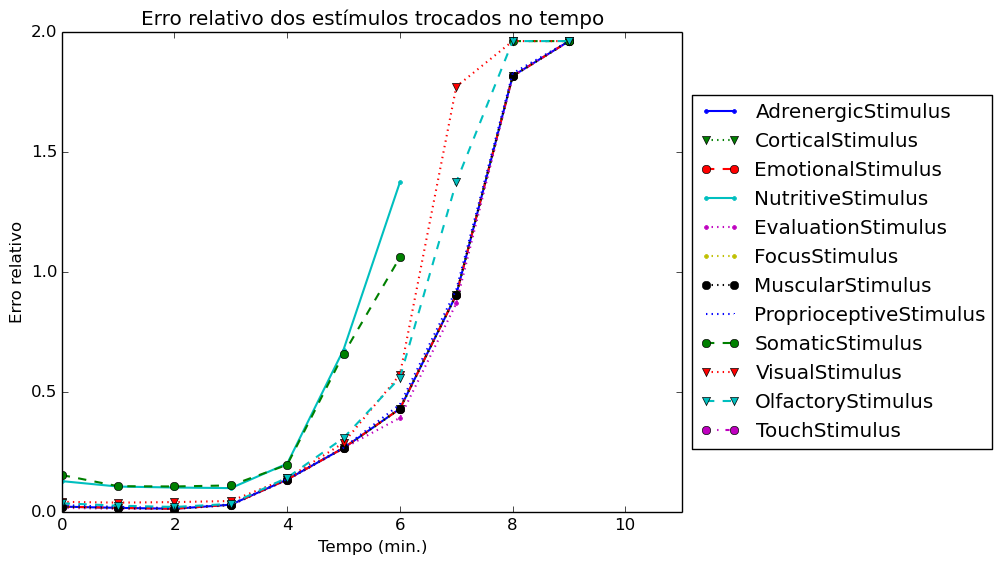 Erro relativo dos estímulos trocados no tempo
2.0
1.5
1.0
0.5
0.0
Erro relativo
0 2 4 6 8 10
Tempo (min.)
AdrenergicStimulus
CorticalStimulus
EmotionalStimulus
NutritiveStimulus
EvaluationStimulus
FocusStimulus
MuscularStimulus
ProprioceptiveStimulus
SomaticStimulus
VisualStimulus
OlfactoryStimulus
TouchStimulus